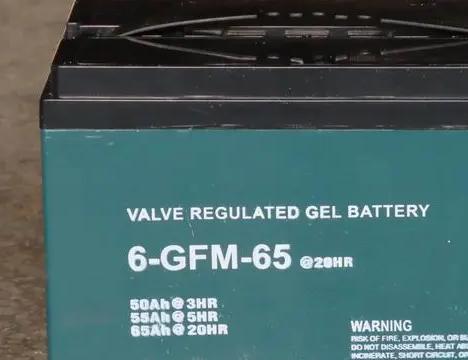 VALVE REGULATED GEL BATTERY
6-GFM-65 @20HR
50Ah@3HR
55Ah@5HR
65Ah@20HR
WARNING
RISK OF FIRE, EXPLOSION, OR
DO NOT DISASSEMBLE, HEAT
INCINERATE, SHORT CIRCUIT,